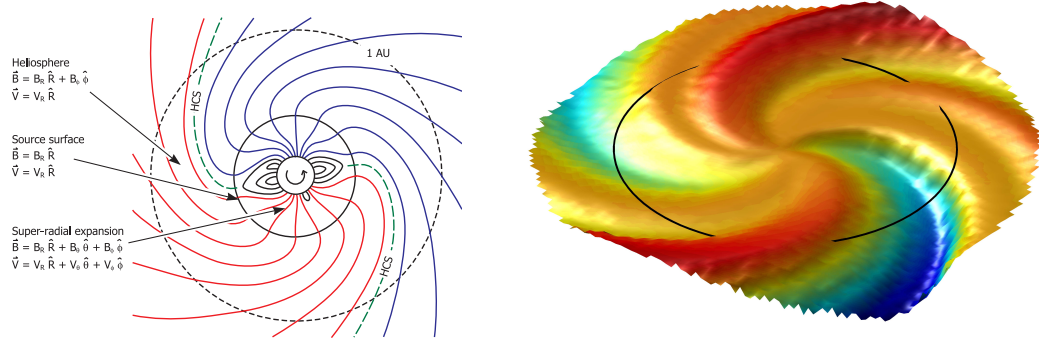 1 AU
Heliosphere
B⃗ = B_R R̂ + B_ϕ ϕ̂
V⃗ = V_R R̂
HCS
Source surface
B⃗ = B_R R̂
V⃗ = V_R R̂
Super-radial expansion
B⃗ = B_R R̂ + B_θ θ̂ + B_ϕ ϕ̂
V⃗ = V_R R̂ + V_θ θ̂ + V_ϕ ϕ̂
HCS